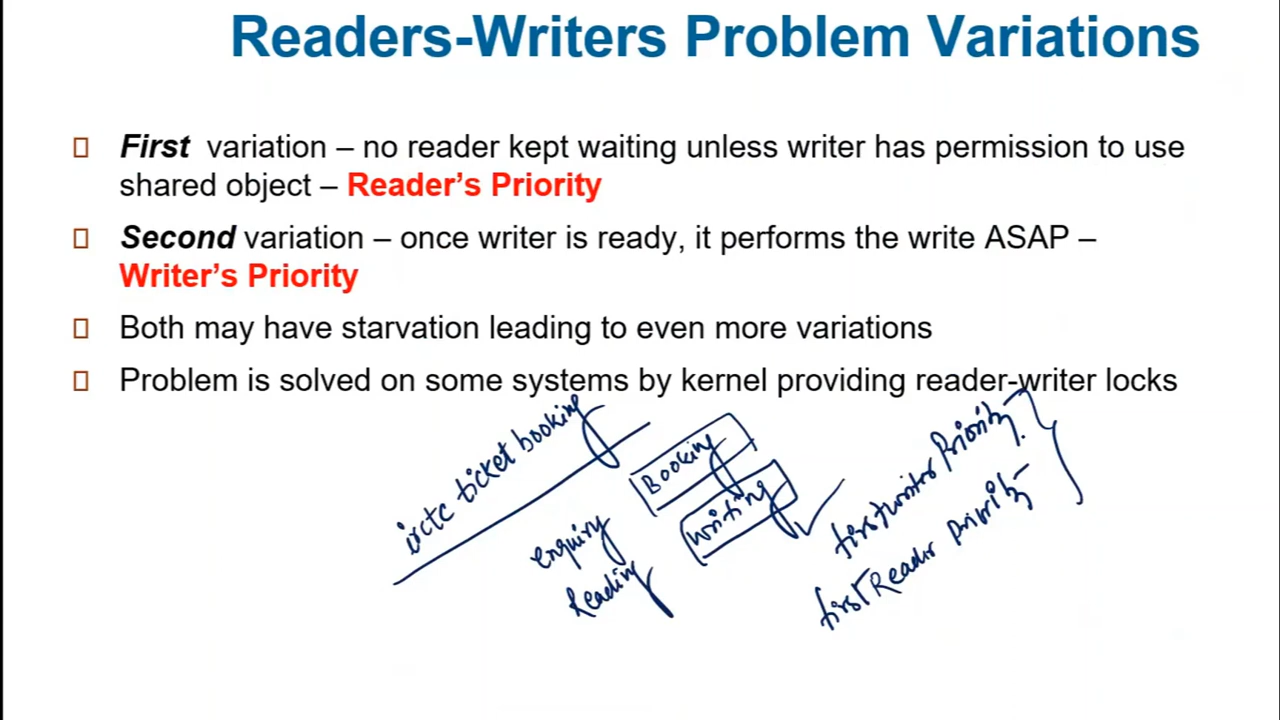 Readers-Writers Problem Variations
First variation – no reader kept waiting unless writer has permission to use
shared object – Reader's Priority
Second variation – once writer is ready, it performs the write ASAP –
Writer's Priority
Both may have starvation leading to even more variations
Problem is solved on some systems by kernel providing reader-writer locks
irctc ticket booking
Booking
writing
enquiry
Reading
first writer Priority
first Reader priority